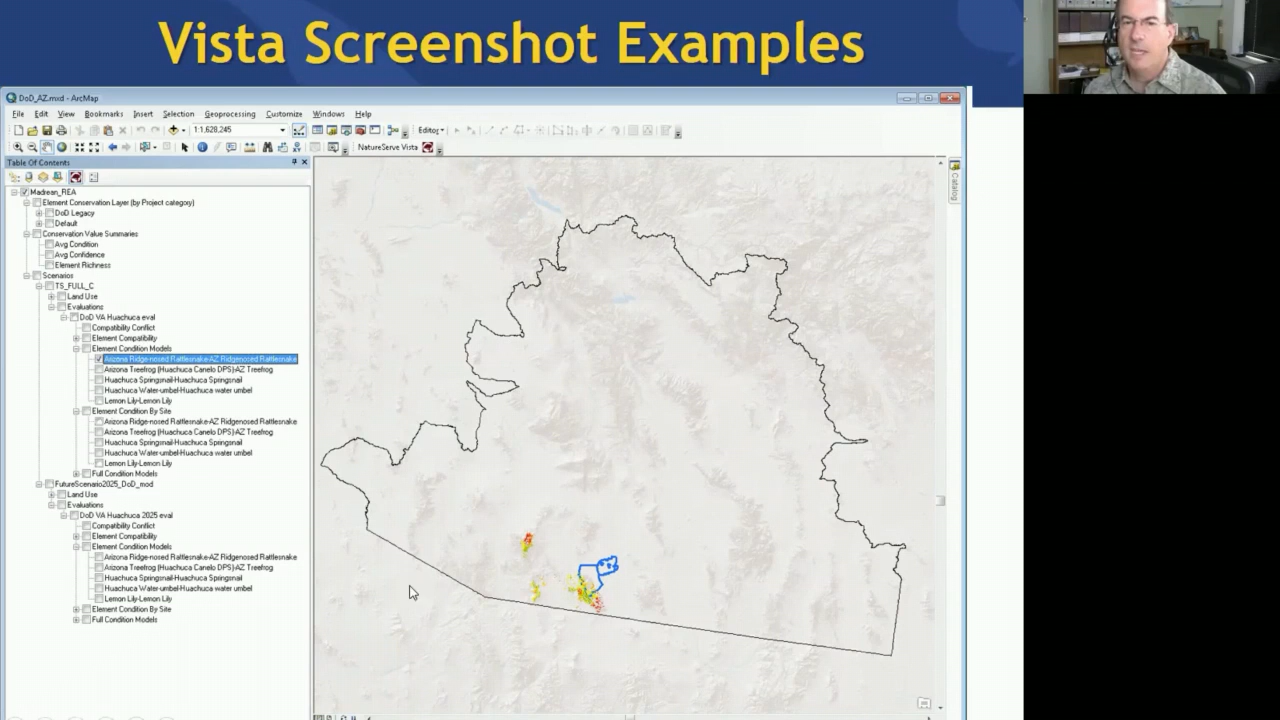 Vista Screenshot Examples
DoD_AZ.mxd - ArcMap
File Edit View Bookmarks Insert Selection Geoprocessing Customize Windows Help
1:1,628,245
Editor
NatureServe Vista
Table Of Contents
Catalog
Madrean_REA
Element Conservation Layer (by Project category)
DoD Legacy
Default
Conservation Value Summaries
Avg Condition
Avg Confidence
Element Richness
Scenarios
TS_FULL_C
Land Use
Evaluations
DoD VA Huachuca eval
Compatibility Conflict
Element Compatibility
Element Condition Models
Arizona Ridge-nosed Rattlesnake-AZ Ridgenosed Rattlesnake
Arizona Treefrog (Huachuca Canelo DPS)-AZ Treefrog
Huachuca Springsnail-Huachuca Springsnail
Huachuca Water-umbel-Huachuca water umbel
Lemon Lily-Lemon Lily
Element Condition By Site
Arizona Ridge-nosed Rattlesnake-AZ Ridgenosed Rattlesnake
Arizona Treefrog (Huachuca Canelo DPS)-AZ Treefrog
Huachuca Springsnail-Huachuca Springsnail
Huachuca Water-umbel-Huachuca water umbel
Lemon Lily-Lemon Lily
Full Condition Models
FutureScenario2025_DoD_mod
Land Use
Evaluations
DoD VA Huachuca 2025 eval
Compatibility Conflict
Element Compatibility
Element Condition Models
Arizona Ridge-nosed Rattlesnake-AZ Ridgenosed Rattlesnake
Arizona Treefrog (Huachuca Canelo DPS)-AZ Treefrog
Huachuca Springsnail-Huachuca Springsnail
Huachuca Water-umbel-Huachuca water umbel
Lemon Lily-Lemon Lily
Element Condition By Site
Full Condition Models